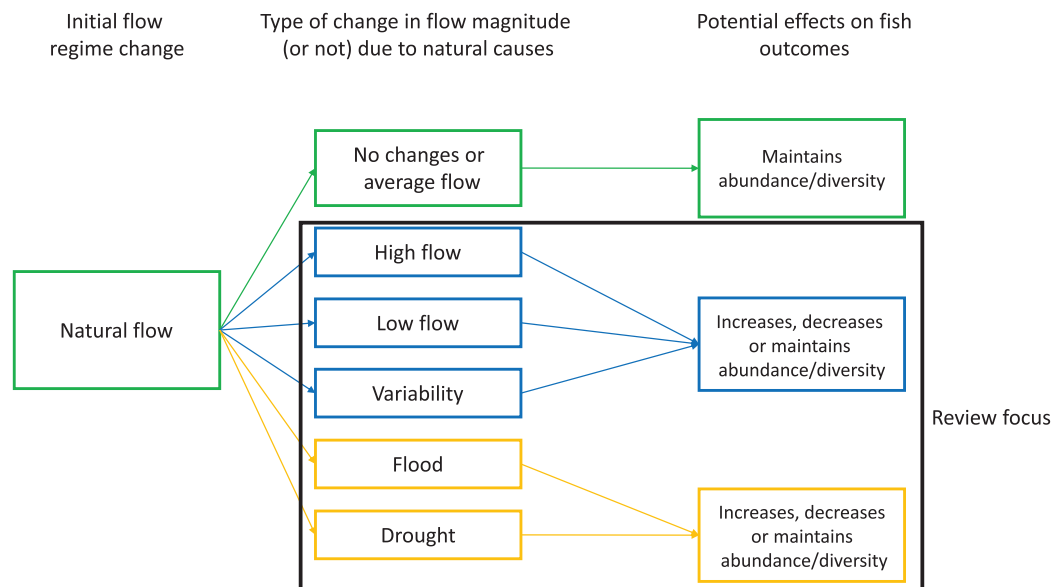 Initial flow
regime change
Type of change in flow magnitude
(or not) due to natural causes
Potential effects on fish
outcomes
No changes or
average flow
Maintains
abundance/diversity
High flow
Natural flow
Low flow
Increases, decreases
or maintains
abundance/diversity
Variability
Review focus
Flood
Drought
Increases, decreases
or maintains
abundance/diversity